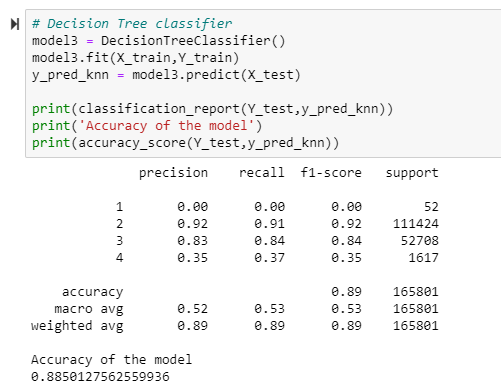 # Decision Tree classifier
model3 = DecisionTreeClassifier()
model3.fit(X_train,Y_train)
y_pred_knn = model3.predict(X_test)
print(classification_report(Y_test,y_pred_knn))
print('Accuracy of the model')
print(accuracy_score(Y_test,y_pred_knn))
precision recall f1-score support
1 0.00 0.00 0.00 52
2 0.92 0.91 0.92 111424
3 0.83 0.84 0.84 52708
4 0.35 0.37 0.35 1617
accuracy 0.89 165801
macro avg 0.52 0.53 0.53 165801
weighted avg 0.89 0.89 0.89 165801
Accuracy of the model
0.8850127562559936